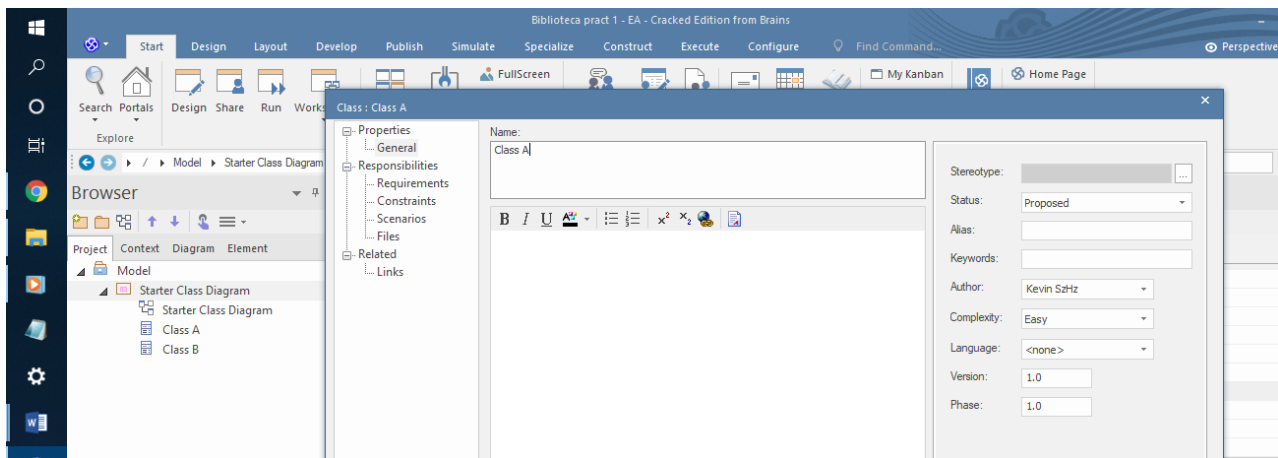 Biblioteca pract 1 - EA - Cracked Edition from Brains
Start Design Layout Develop Publish Simulate Specialize Construct Execute Configure Find Command... Perspective
FullScreen My Kanban Home Page
Search Portals Design Share Run Works
Explore
/ Model Starter Class Diagram
Browser
Project Context Diagram Element
Model
Starter Class Diagram
Starter Class Diagram
Class A
Class B
Class : Class A
Properties
General
Responsibilities
Requirements
Constraints
Scenarios
Files
Related
Links
Name:
Class A
B I U
Stereotype: ...
Status: Proposed
Alias:
Keywords:
Author: Kevin SzHz
Complexity: Easy
Language: <none>
Version: 1.0
Phase: 1.0